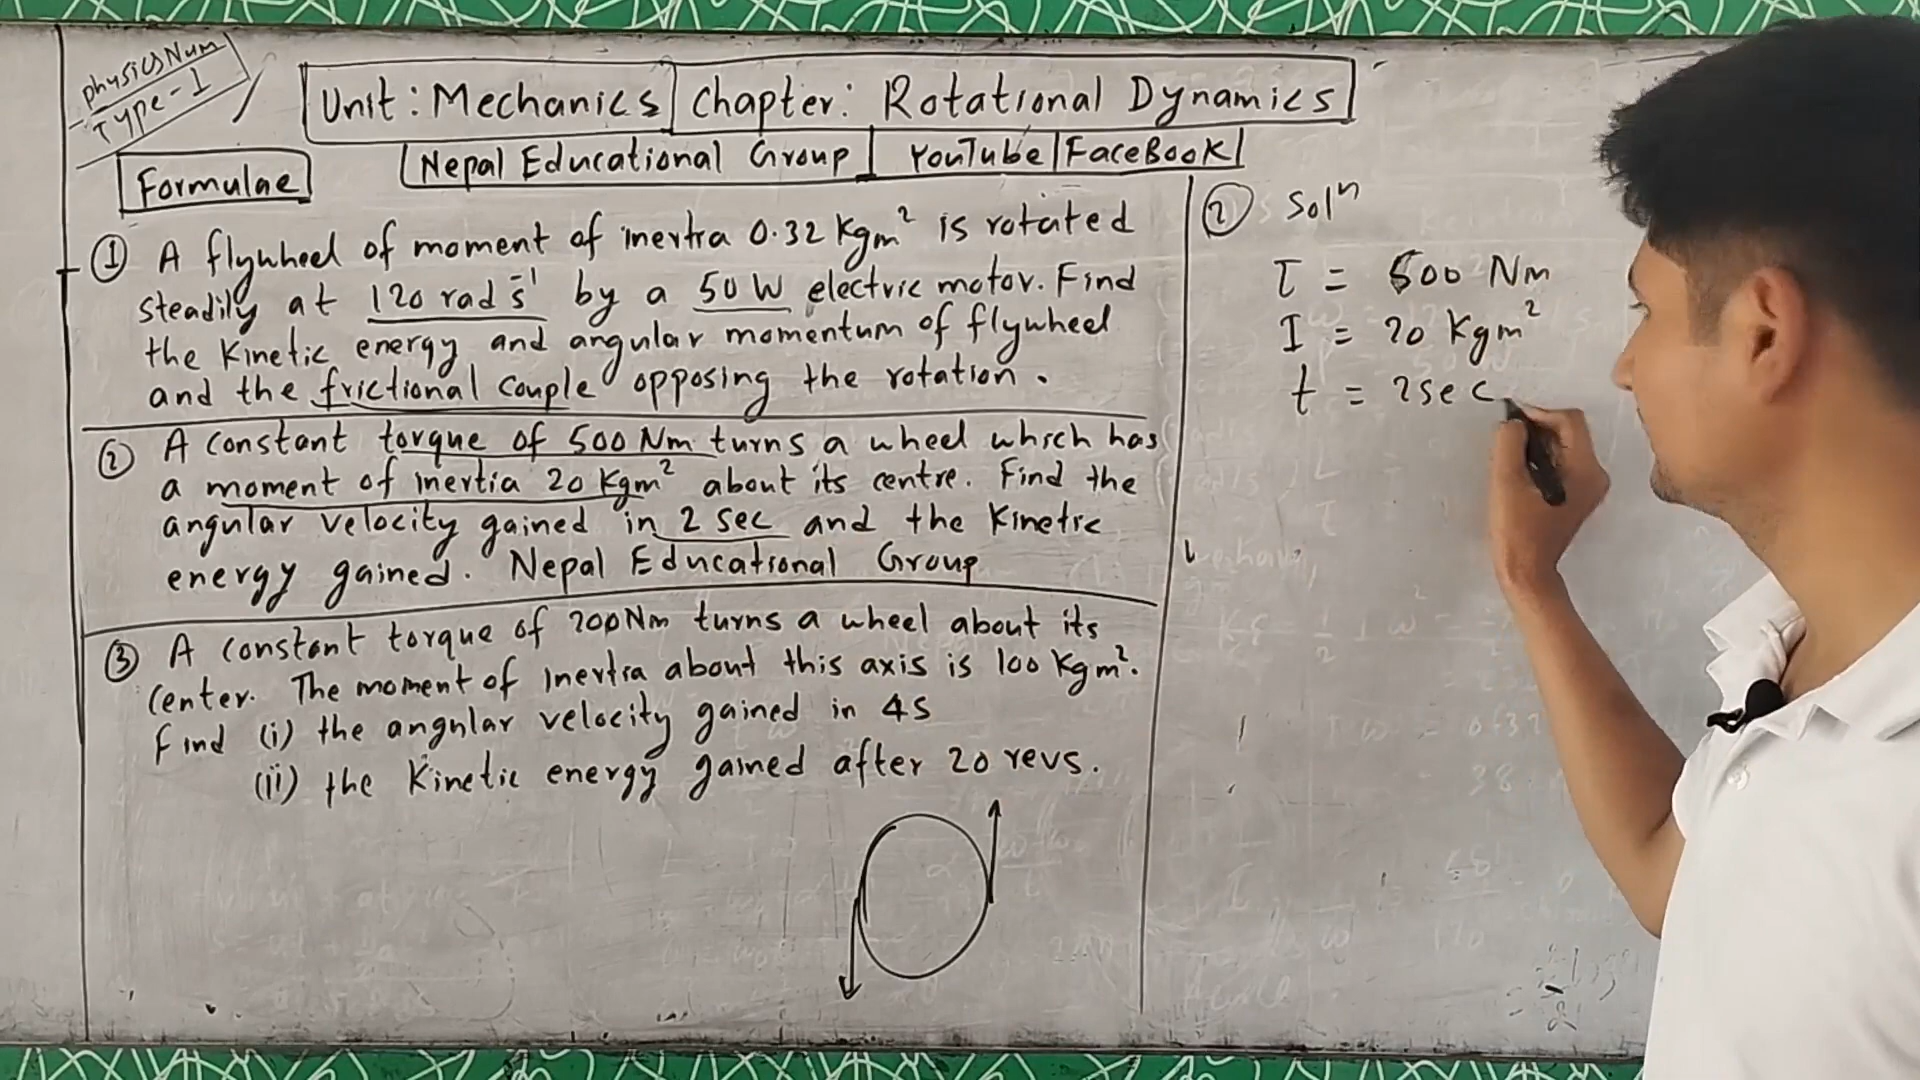 physics Num
Type-1
Unit: Mechanics Chapter: Rotational Dynamics
Nepal Educational Group YouTube FaceBook
Formulae
① A flywheel of moment of inertia 0.32 Kgm² is rotated
steadily at 120 rad s⁻¹ by a 50 W electric motor. Find
the Kinetic energy and angular momentum of flywheel
and the frictional couple opposing the rotation.
② A constant torque of 500 Nm turns a wheel which has
a moment of inertia 20 Kgm² about its centre. Find the
angular velocity gained in 2 sec and the Kinetic
energy gained. Nepal Educational Group
③ A constant torque of 200Nm turns a wheel about its
center. The moment of inertia about this axis is 100 Kgm².
Find (i) the angular velocity gained in 4s
(ii) the Kinetic energy gained after 20 revs.
② Solⁿ
τ = 500 Nm
I = 20 Kgm²
t = 2sec